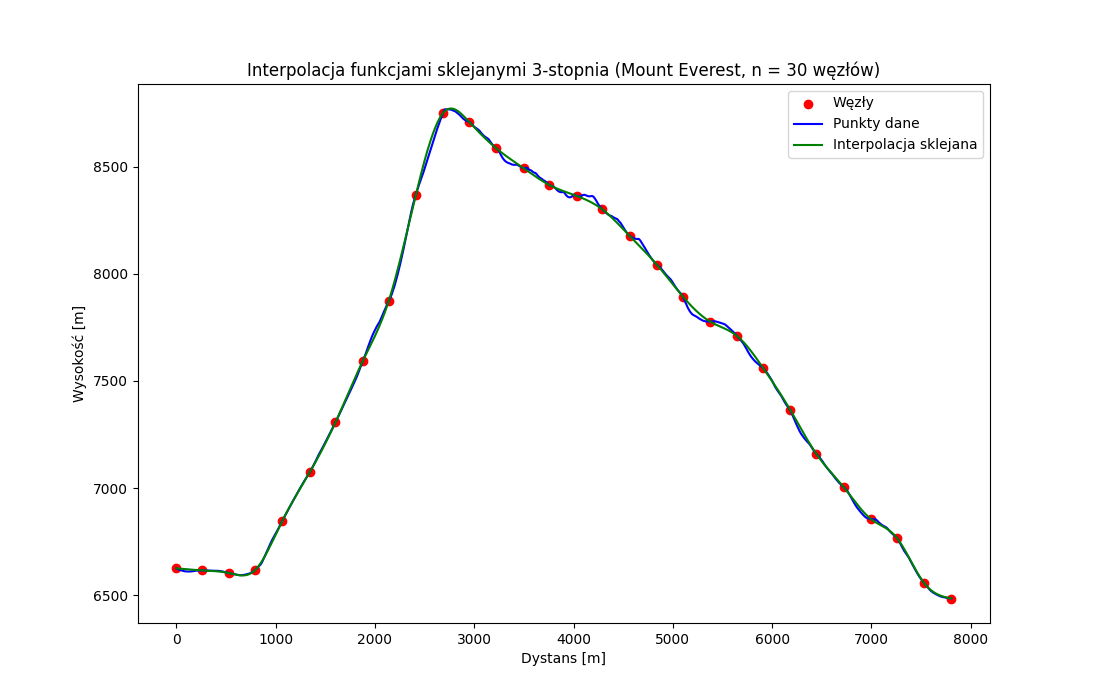 Interpolacja funkcjami sklejanymi 3-stopnia (Mount Everest, n = 30 węzłów)
Węzły
Punkty dane
Interpolacja sklejana
Wysokość [m]
8500
8000
7500
7000
6500
0 1000 2000 3000 4000 5000 6000 7000 8000
Dystans [m]